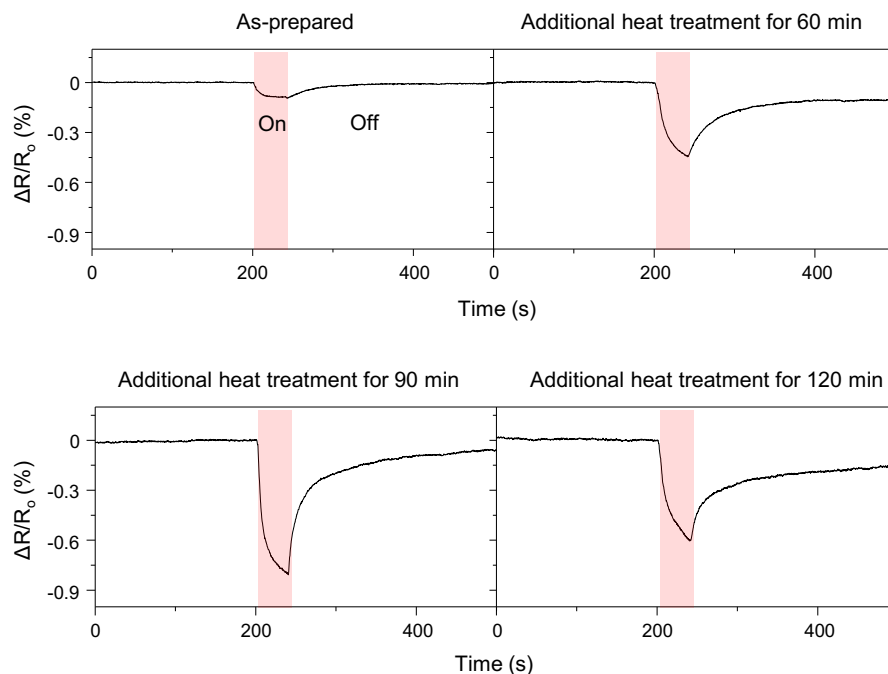 As-prepared
Additional heat treatment for 60 min
0
-0.3
-0.6
-0.9
ΔR/Rₒ (%)
On
Off
0
200
400
0
200
400
Time (s)
Additional heat treatment for 90 min
Additional heat treatment for 120 min
0
-0.3
-0.6
-0.9
ΔR/Rₒ (%)
0
200
400
0
200
400
Time (s)